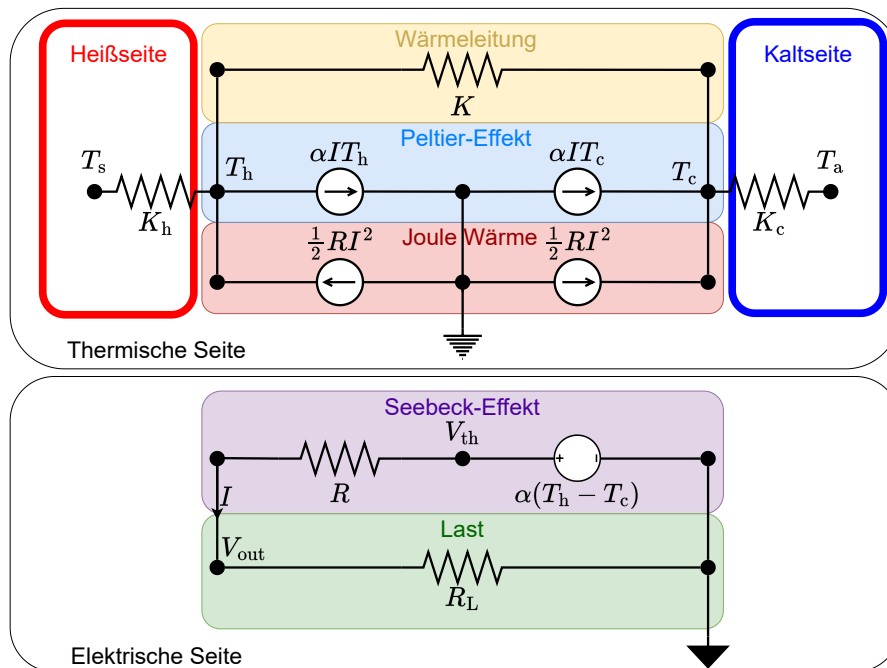 Heißseite
Wärmeleitung
Kaltseite
K
Peltier-Effekt
T_s
T_h
αIT_h
αIT_c
T_c
T_a
K_h
K_c
Joule Wärme
½RI²
½RI²
Thermische Seite
Seebeck-Effekt
V_th
+ −
I
R
α(T_h − T_c)
Last
V_out
R_L
Elektrische Seite